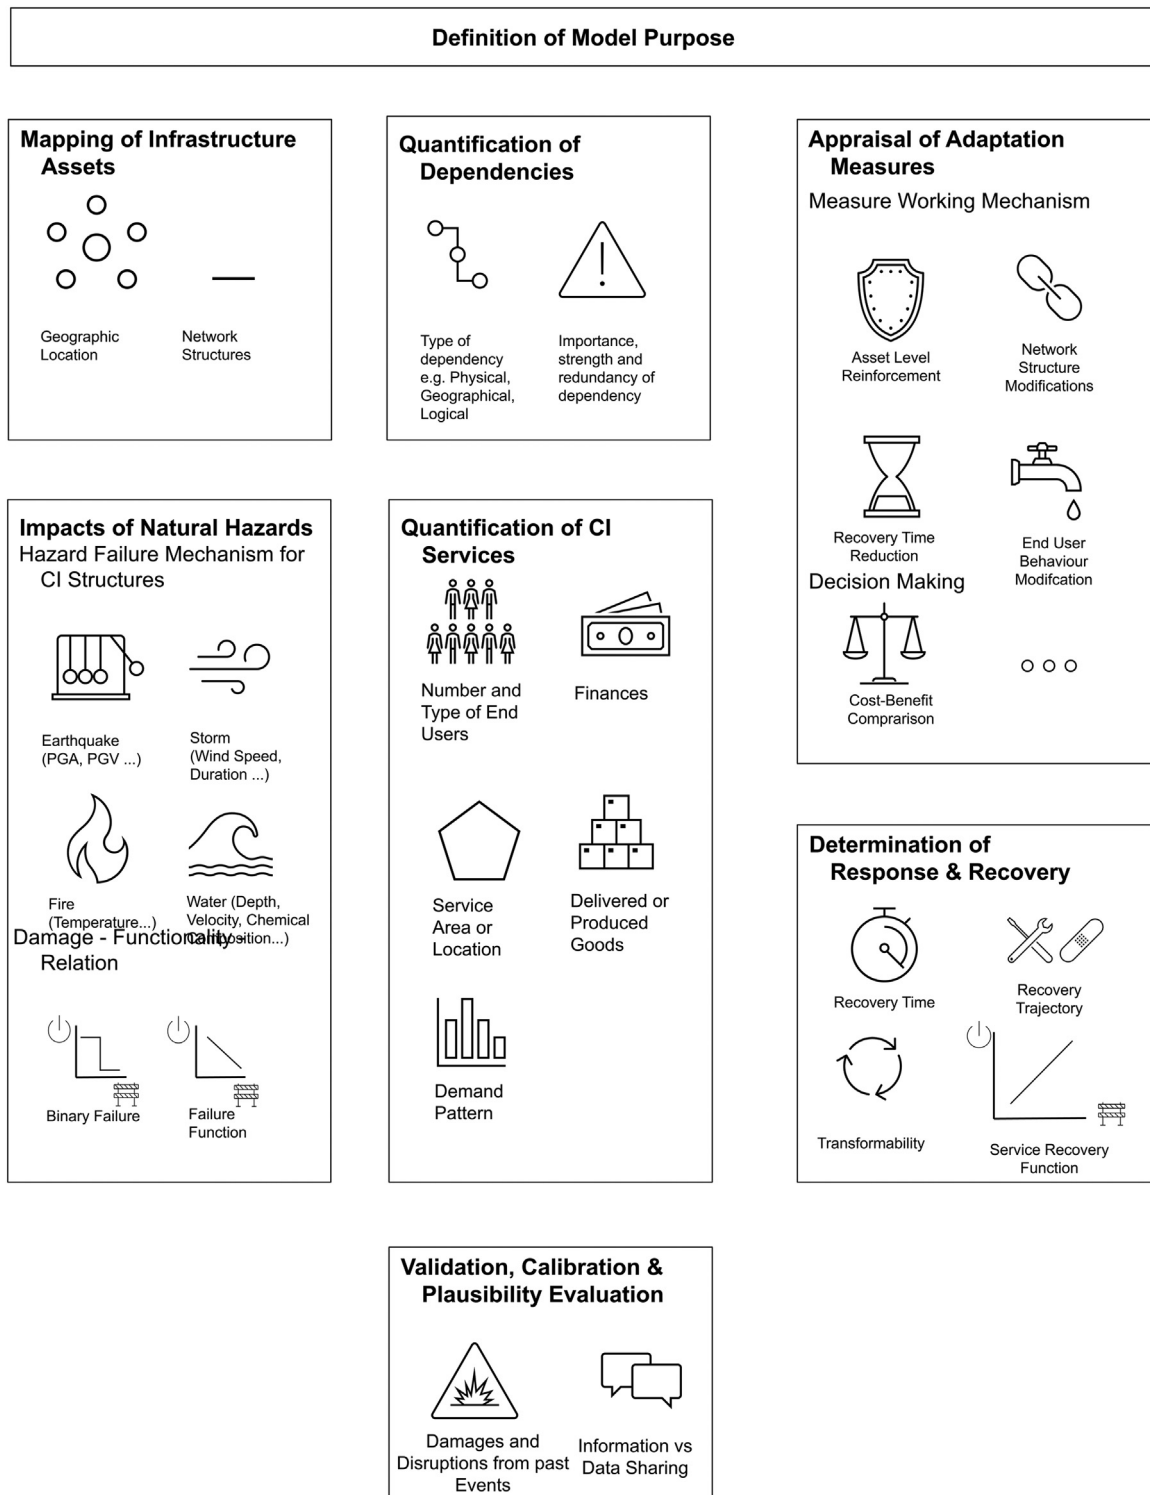 Definition of Model Purpose
Mapping of Infrastructure
Assets
Geographic
Location
Network
Structures
Quantification of
Dependencies
Type of
dependency
e.g. Physical,
Geographical,
Logical
Importance,
strength and
redundancy of
dependency
Appraisal of Adaptation
Measures
Measure Working Mechanism
Asset Level
Reinforcement
Network
Structure
Modifications
Recovery Time
Reduction
End User
Behaviour
Modifcation
Decision Making
Cost-Benefit
Comprarison
Impacts of Natural Hazards
Hazard Failure Mechanism for
CI Structures
Earthquake
(PGA, PGV ...)
Storm
(Wind Speed,
Duration ...)
Fire
(Temperature...)
Water (Depth,
Velocity, Chemical
Composition...)
Damage - Functionality -
Relation
Binary Failure
Failure
Function
Quantification of CI
Services
Number and
Type of End
Users
Finances
Service
Area or
Location
Delivered or
Produced
Goods
Demand
Pattern
Determination of
Response & Recovery
Recovery Time
Recovery
Trajectory
Transformability
Service Recovery
Function
Validation, Calibration &
Plausibility Evaluation
Damages and
Disruptions from past
Events
Information vs
Data Sharing